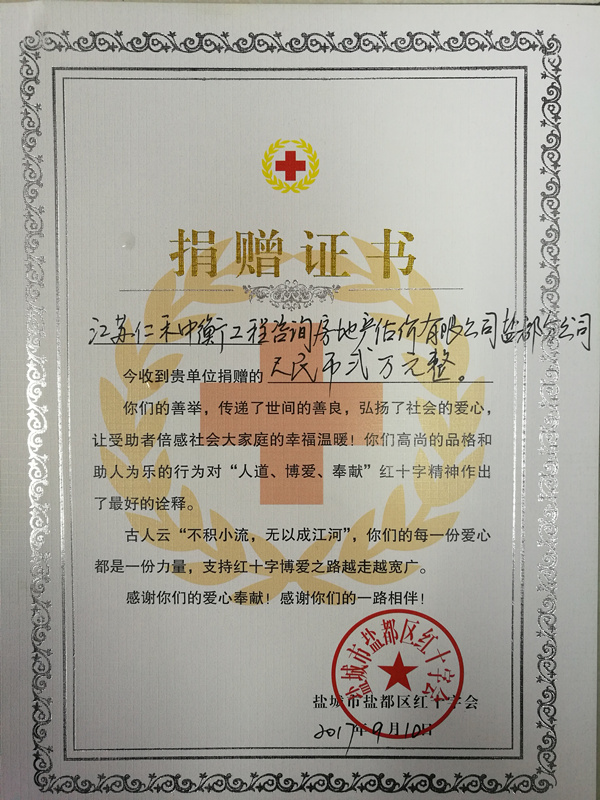 捐赠证书
江苏仁禾中衡工程咨询房地产估价有限公司盐都分公司
今收到贵单位捐赠的 人民币贰万元整。
你们的善举，传递了世间的善良，弘扬了社会的爱心，
让受助者倍感社会大家庭的幸福温暖！你们高尚的品格和
助人为乐的行为对“人道、博爱、奉献”红十字精神作出
了最好的诠释。
古人云“不积小流，无以成江河”，你们的每一份爱心
都是一份力量，支持红十字博爱之路越走越宽广。
感谢你们的爱心奉献！感谢你们的一路相伴！
盐城市盐都区红十字会
盐城市盐都区红十字会
2017年9月10日